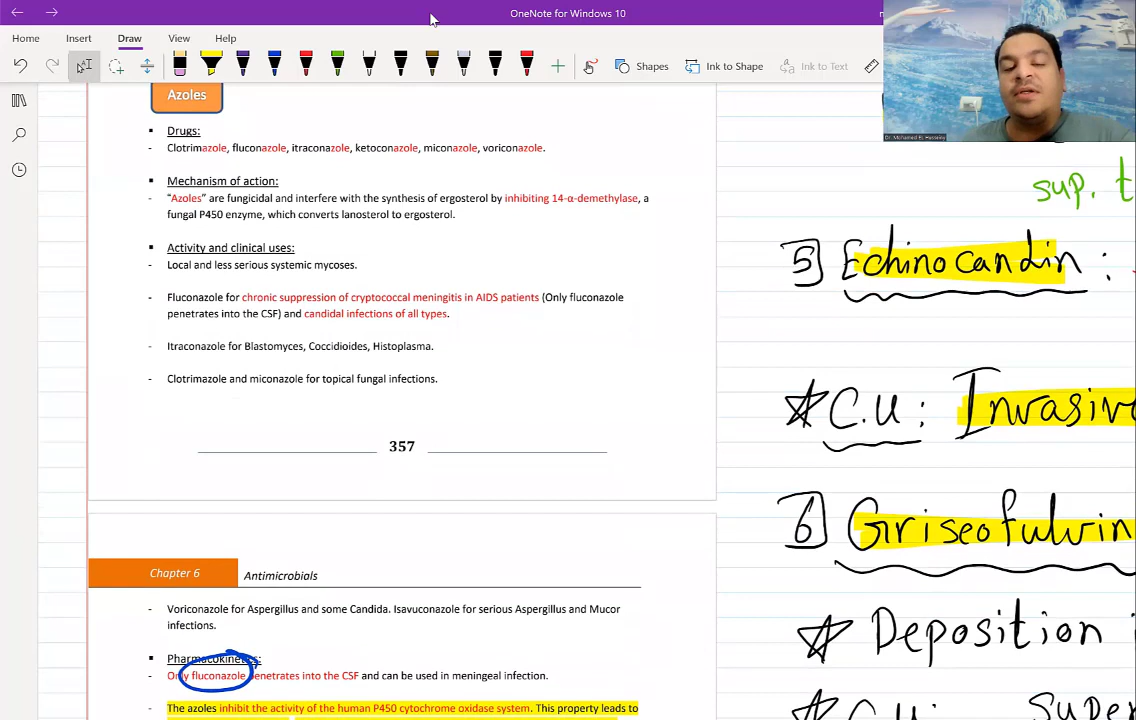 OneNote for Windows 10
Home Insert Draw View Help
Shapes Ink to Shape Ink to Text
Dr. Mohamed EL Husseiny
Azoles
▪ Drugs:
- Clotrimazole, fluconazole, itraconazole, ketoconazole, miconazole, voriconazole.
▪ Mechanism of action:
- "Azoles" are fungicidal and interfere with the synthesis of ergosterol by inhibiting 14-α-demethylase, a
fungal P450 enzyme, which converts lanosterol to ergosterol.
▪ Activity and clinical uses:
- Local and less serious systemic mycoses.
- Fluconazole for chronic suppression of cryptococcal meningitis in AIDS patients (Only fluconazole
penetrates into the CSF) and candidal infections of all types.
- Itraconazole for Blastomyces, Coccidioides, Histoplasma.
- Clotrimazole and miconazole for topical fungal infections.
357
Chapter 6 Antimicrobials
- Voriconazole for Aspergillus and some Candida. Isavuconazole for serious Aspergillus and Mucor
infections.
▪ Pharmacokinetics:
- Only fluconazole penetrates into the CSF and can be used in meningeal infection.
- The azoles inhibit the activity of the human P450 cytochrome oxidase system. This property leads to
sup. t
5] Echinocandin :
* C.U : Invasive
6] Griseofulvin
* Deposition
C.U Super